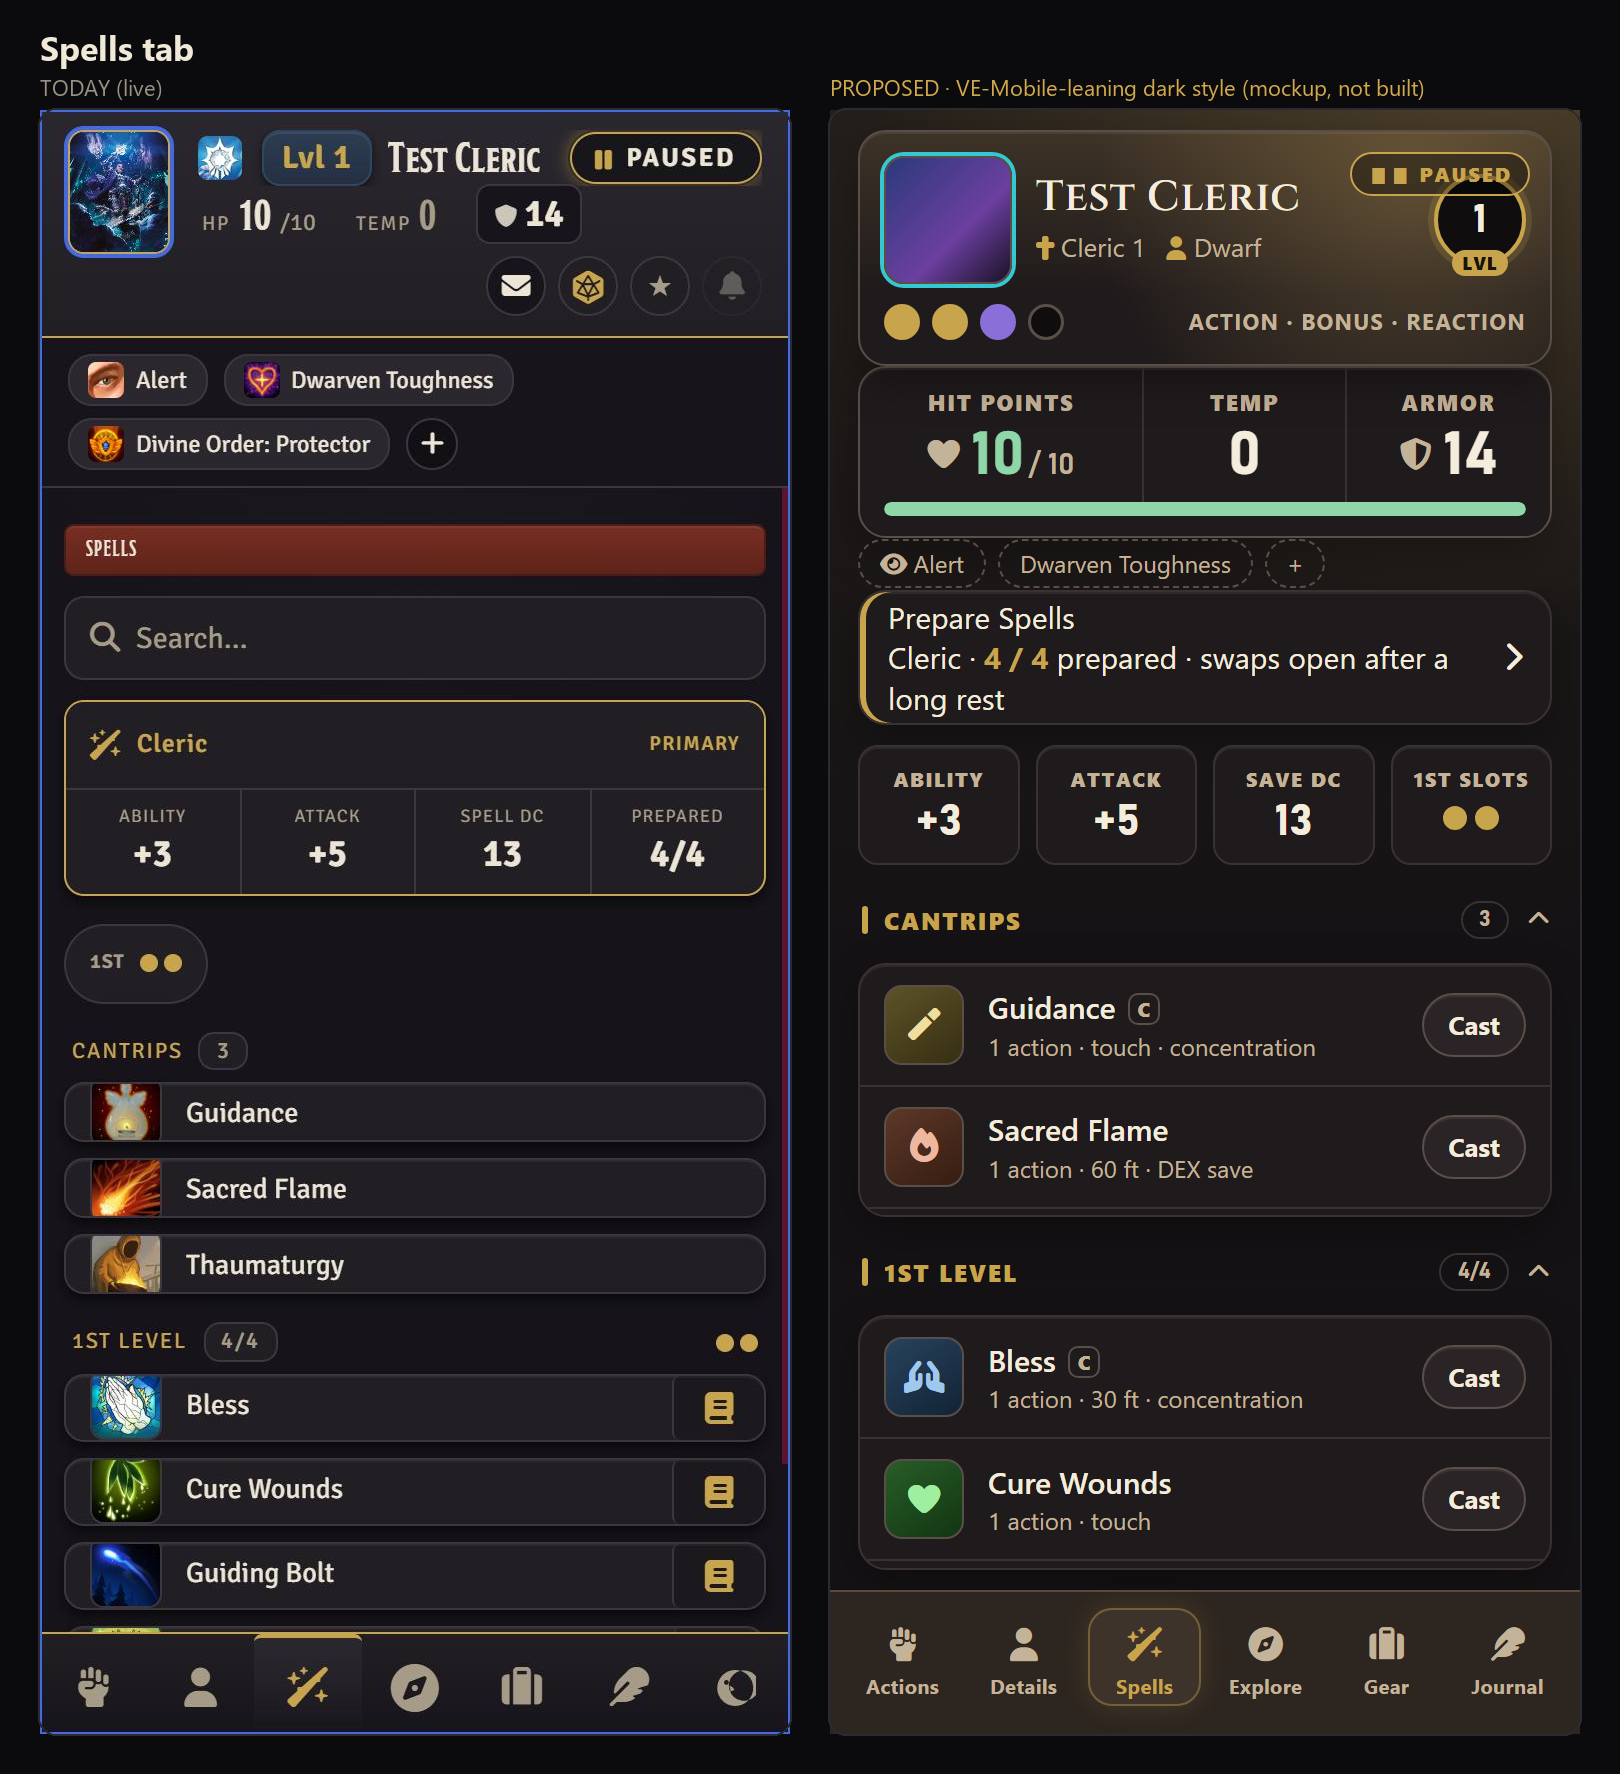 Spells tab
TODAY (live)
Lvl 1
TEST CLERIC
PAUSED
HP 10 /10
TEMP 0
14
Alert
Dwarven Toughness
Divine Order: Protector
+
SPELLS
Search...
Cleric
PRIMARY
ABILITY
ATTACK
SPELL DC
PREPARED
+3
+5
13
4/4
1ST
CANTRIPS
3
Guidance
Sacred Flame
Thaumaturgy
1ST LEVEL
4/4
Bless
Cure Wounds
Guiding Bolt
PROPOSED · VE-Mobile-leaning dark style (mockup, not built)
PAUSED
TEST CLERIC
1
LVL
Cleric 1
Dwarf
ACTION · BONUS · REACTION
HIT POINTS
TEMP
ARMOR
10 / 10
0
14
Alert
Dwarven Toughness
+
Prepare Spells
Cleric · 4 / 4 prepared · swaps open after a
long rest
ABILITY
ATTACK
SAVE DC
1ST SLOTS
+3
+5
13
CANTRIPS
3
Guidance
C
1 action · touch · concentration
Cast
Sacred Flame
1 action · 60 ft · DEX save
Cast
1ST LEVEL
4/4
Bless
C
1 action · 30 ft · concentration
Cast
Cure Wounds
1 action · touch
Cast
Actions
Details
Spells
Explore
Gear
Journal